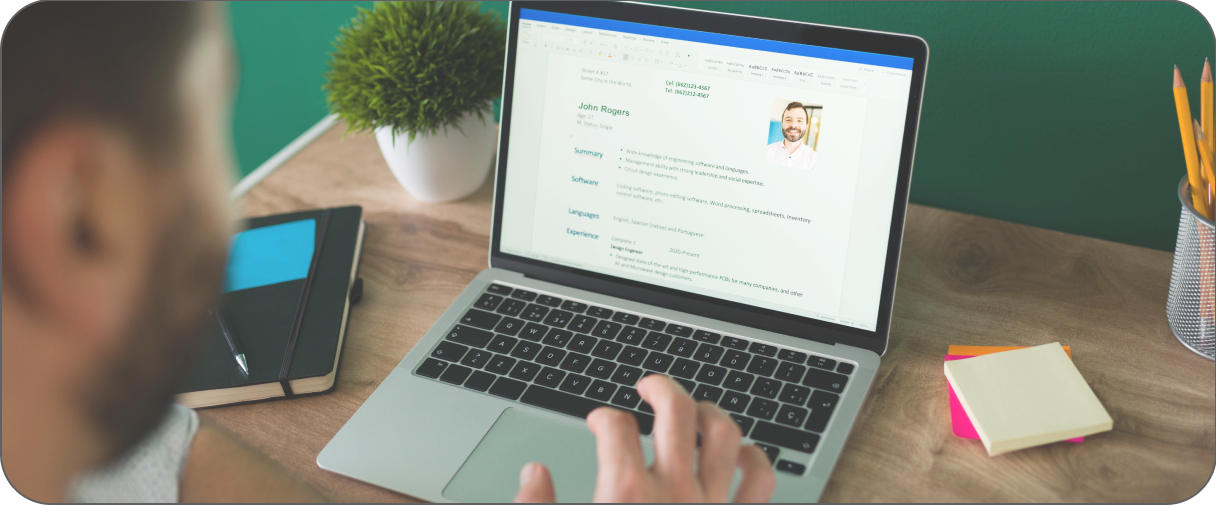 Street # 457
Some City in the World.
Cel: (662)123-4567
Tel: (662)212-4567
John Rogers
Age: 27
Summary
Wide knowledge of engineering software and languages.
Management ability with strong leadership and social expertise.
Circuit design experience.
Software
Coding software, photo editing software, Word processing, spreadsheets, Inventory
control software, etc.
Languages
English, Spanish (native) and Portuguese
Experience
Company 1
2020-Present
Design Engineer
Designed state-of-the-art and high performance PCBs for many companies, and other
RF and Microwave design customers.
Q W E R T Y U I O P
A S D F G H
L Ñ
Z X C V B N